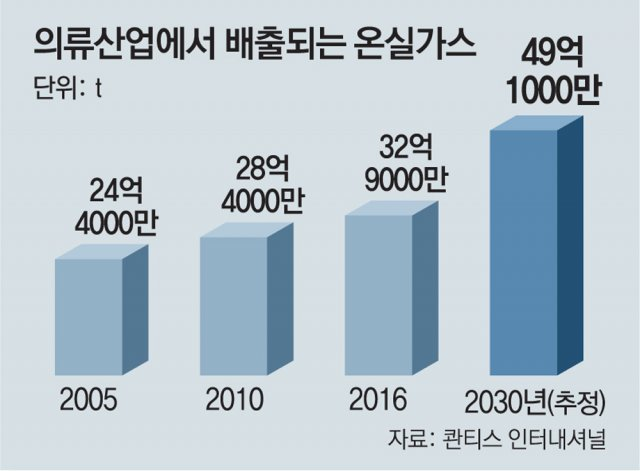 의류산업에서 배출되는 온실가스
단위: t
24억
4000만
28억
4000만
32억
9000만
49억
1000만
2005
2010
2016
2030년(추정)
자료: 콴티스 인터내셔널